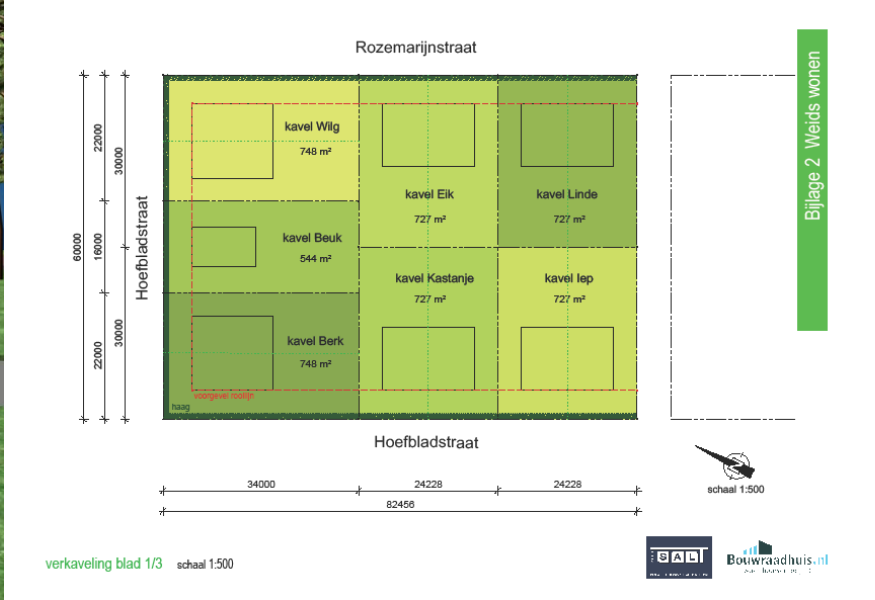 Rozemarijnstraat
Bijlage 2 Weids wonen
kavel Wilg
748 m²
kavel Eik
727 m²
kavel Linde
727 m²
kavel Beuk
544 m²
kavel Kastanje
727 m²
kavel Iep
727 m²
kavel Berk
748 m²
voorgevel rooilijn
haag
22000
30000
60000
16000
22000
30000
Hoefbladstraat
Hoefbladstraat
34000
24228
24228
82456
schaal 1:500
verkaveling blad 1/3
schaal 1:500
SALT
Bouwraadhuis.nl